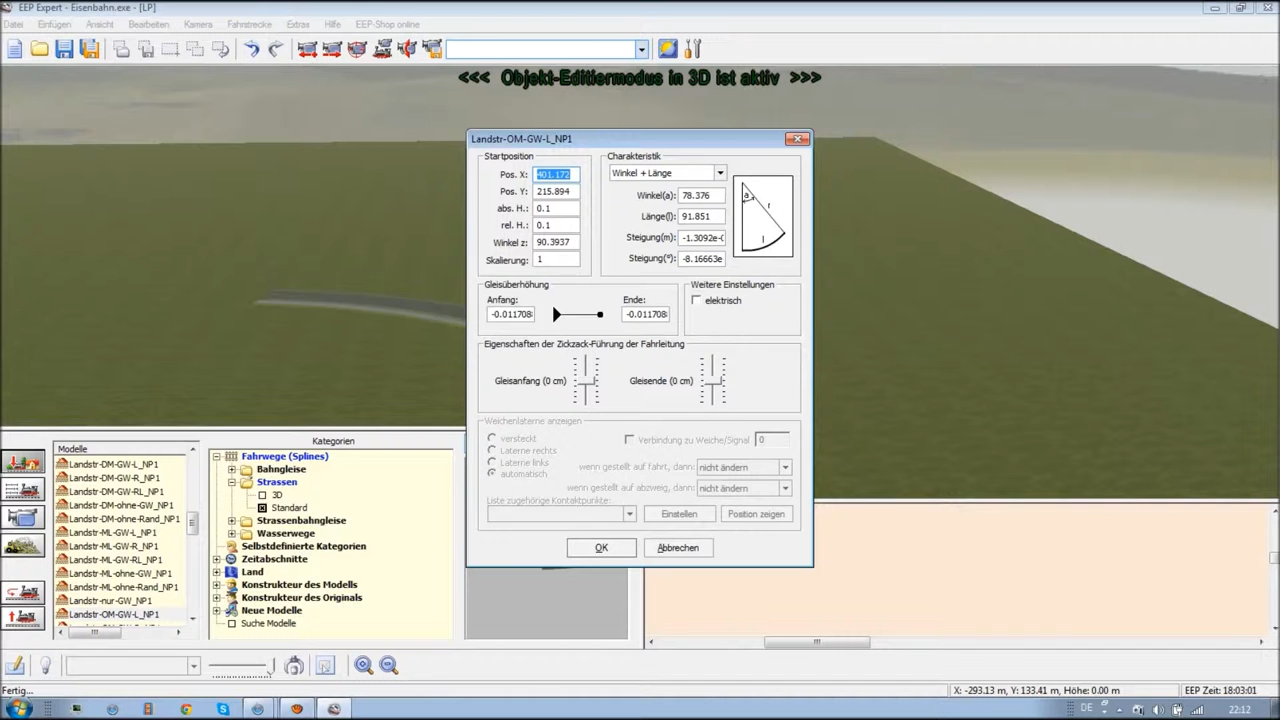 EEP Expert - Eisenbahn.exe - [LP]
Datei Einfügen Ansicht Bearbeiten Kamera Fahrstrecke Extras Hilfe EEP-Shop online
<<< Objekt-Editiermodus in 3D ist aktiv >>>
Landstr-OM-GW-L_NP1
Startposition
Pos. X: 401.172
Pos. Y: 215.894
abs. H.: 0.1
rel. H.: 0.1
Winkel z: 90.3937
Skalierung: 1
Charakteristik
Winkel + Länge
Winkel(a): 78.376
Länge(l): 91.851
Steigung(m): -1.3092e-
Steigung(°): -8.16663e
a
r
l
Gleisüberhöhung
Anfang: Ende:
-0.011708 -0.011708
Weitere Einstellungen
elektrisch
Eigenschaften der Zickzack-Führung der Fahrleitung
Gleisanfang (0 cm) Gleisende (0 cm)
Weichenlaterne anzeigen
versteckt
Laterne rechts
Laterne links
automatisch
Verbindung zu Weiche/Signal 0
wenn gestellt auf fahrt, dann: nicht ändern
wenn gestellt auf abzweig, dann: nicht ändern
Liste zugehörige Kontaktpunkte:
Einstellen Position zeigen
OK Abbrechen
Modelle
Landstr-DM-GW-L_NP1
Landstr-DM-GW-R_NP1
Landstr-DM-GW-RL_NP1
Landstr-DM-ohne-GW_NP1
Landstr-DM-ohne-Rand_NP1
Landstr-ML-GW-L_NP1
Landstr-ML-GW-R_NP1
Landstr-ML-GW-RL_NP1
Landstr-ML-ohne-GW_NP1
Landstr-ML-ohne-Rand_NP1
Landstr-nur-GW_NP1
Landstr-OM-GW-L_NP1
Kategorien
Fahrwege (Splines)
Bahngleise
Strassen
3D
Standard
Strassenbahngleise
Wasserwege
Selbstdefinierte Kategorien
Zeitabschnitte
Land
Konstrukteur des Modells
Konstrukteur des Originals
Neue Modelle
Suche Modelle
Fertig...
X: -293.13 m, Y: 133.41 m, Höhe: 0.00 m
EEP Zeit: 18:03:01
DE
22:12